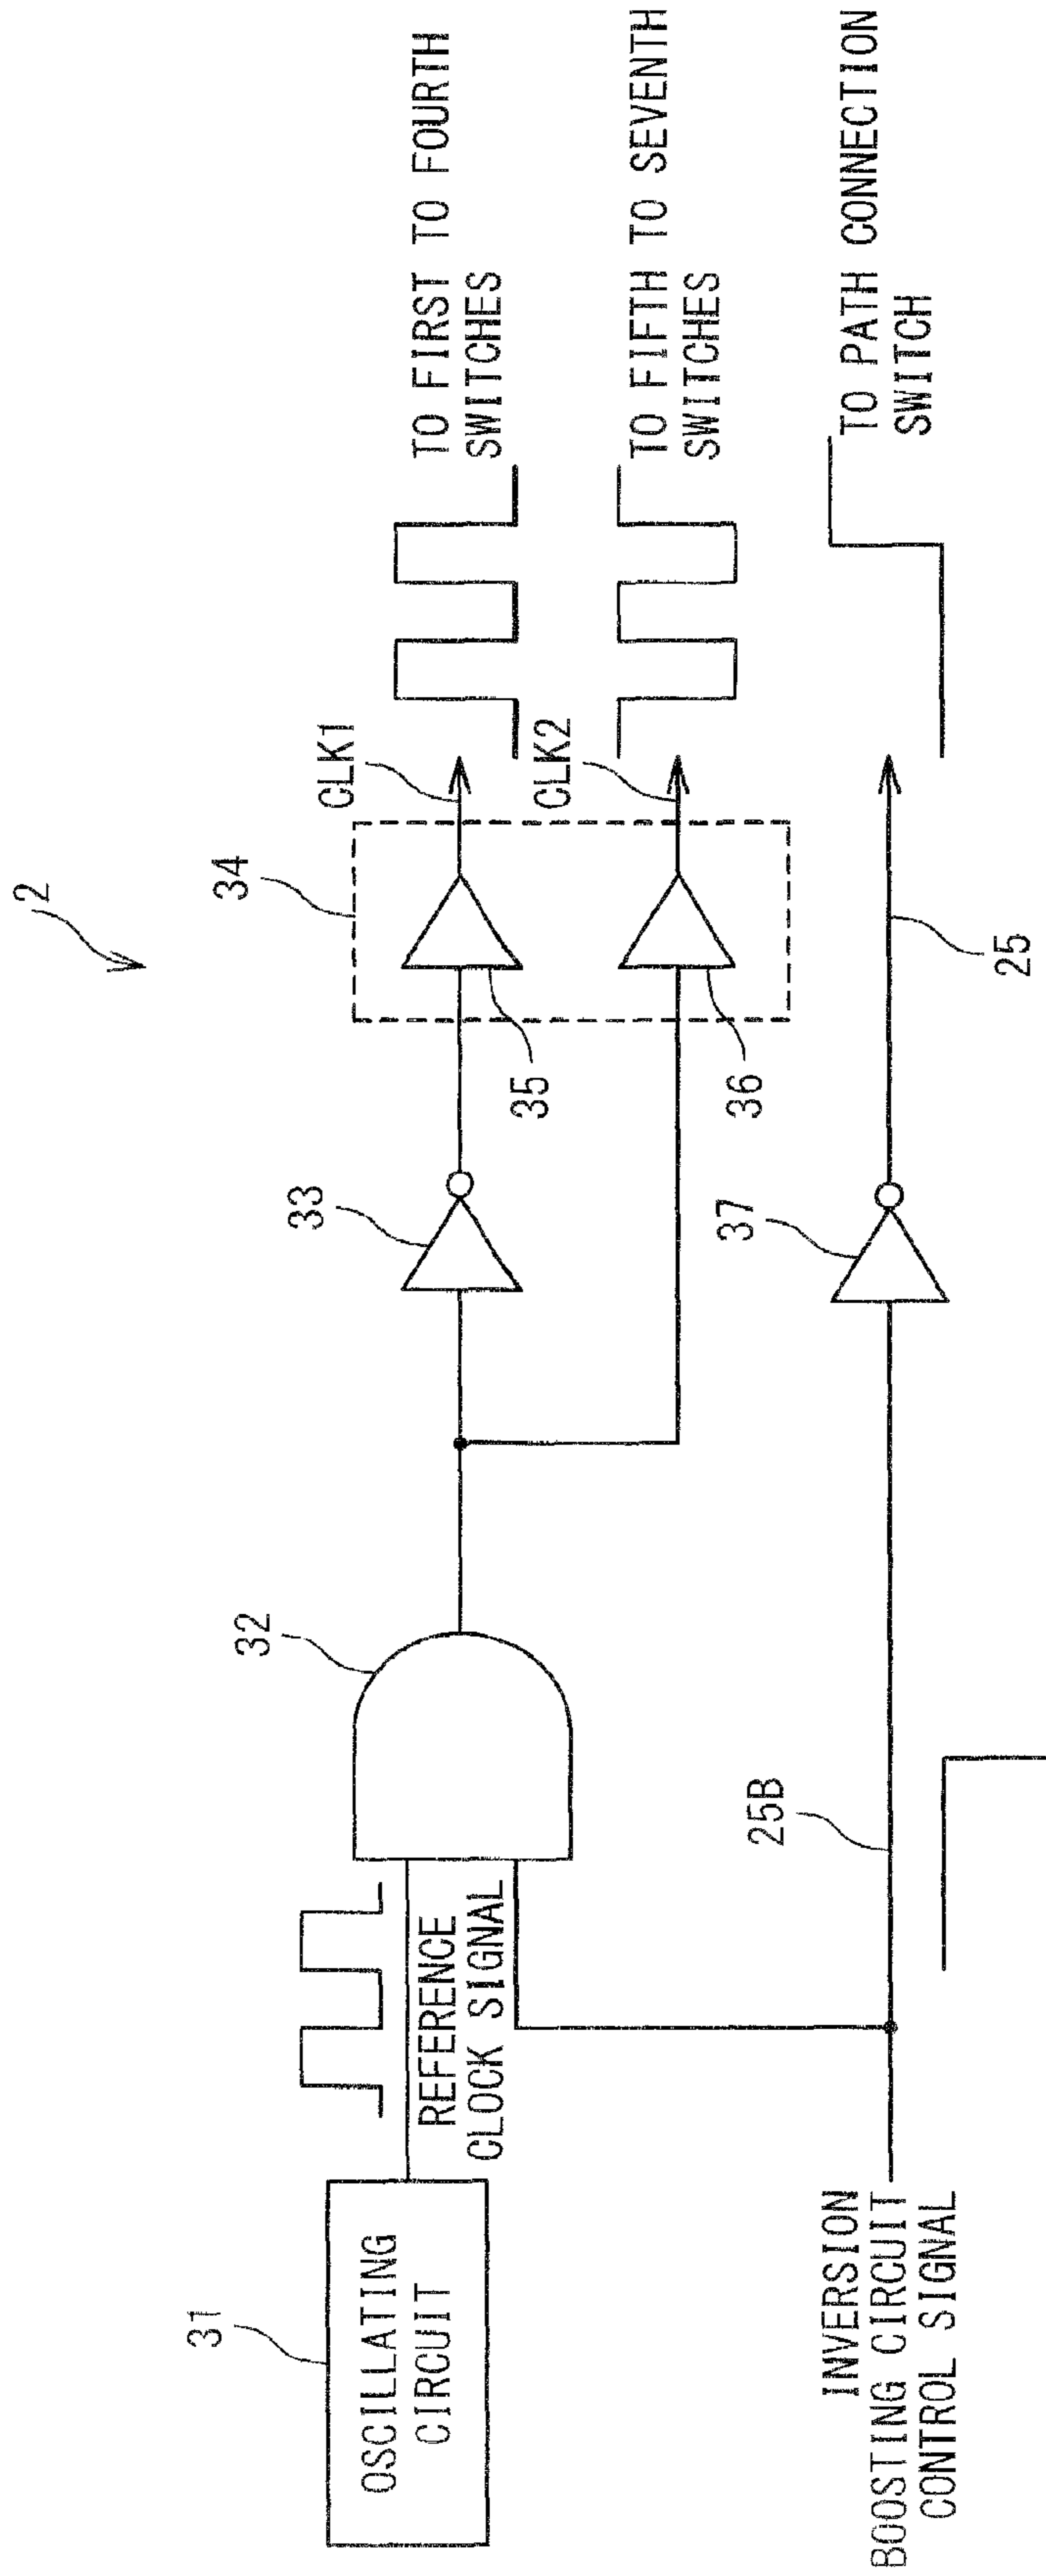 2
31
OSCILLATING
CIRCUIT
REFERENCE
CLOCK SIGNAL
32
33
34
35
36
CLK1
CLK2
TO FIRST TO FOURTH
SWITCHES
TO FIFTH TO SEVENTH
SWITCHES
INVERSION
BOOSTING CIRCUIT
CONTROL SIGNAL
25B
37
25
TO PATH CONNECTION
SWITCH